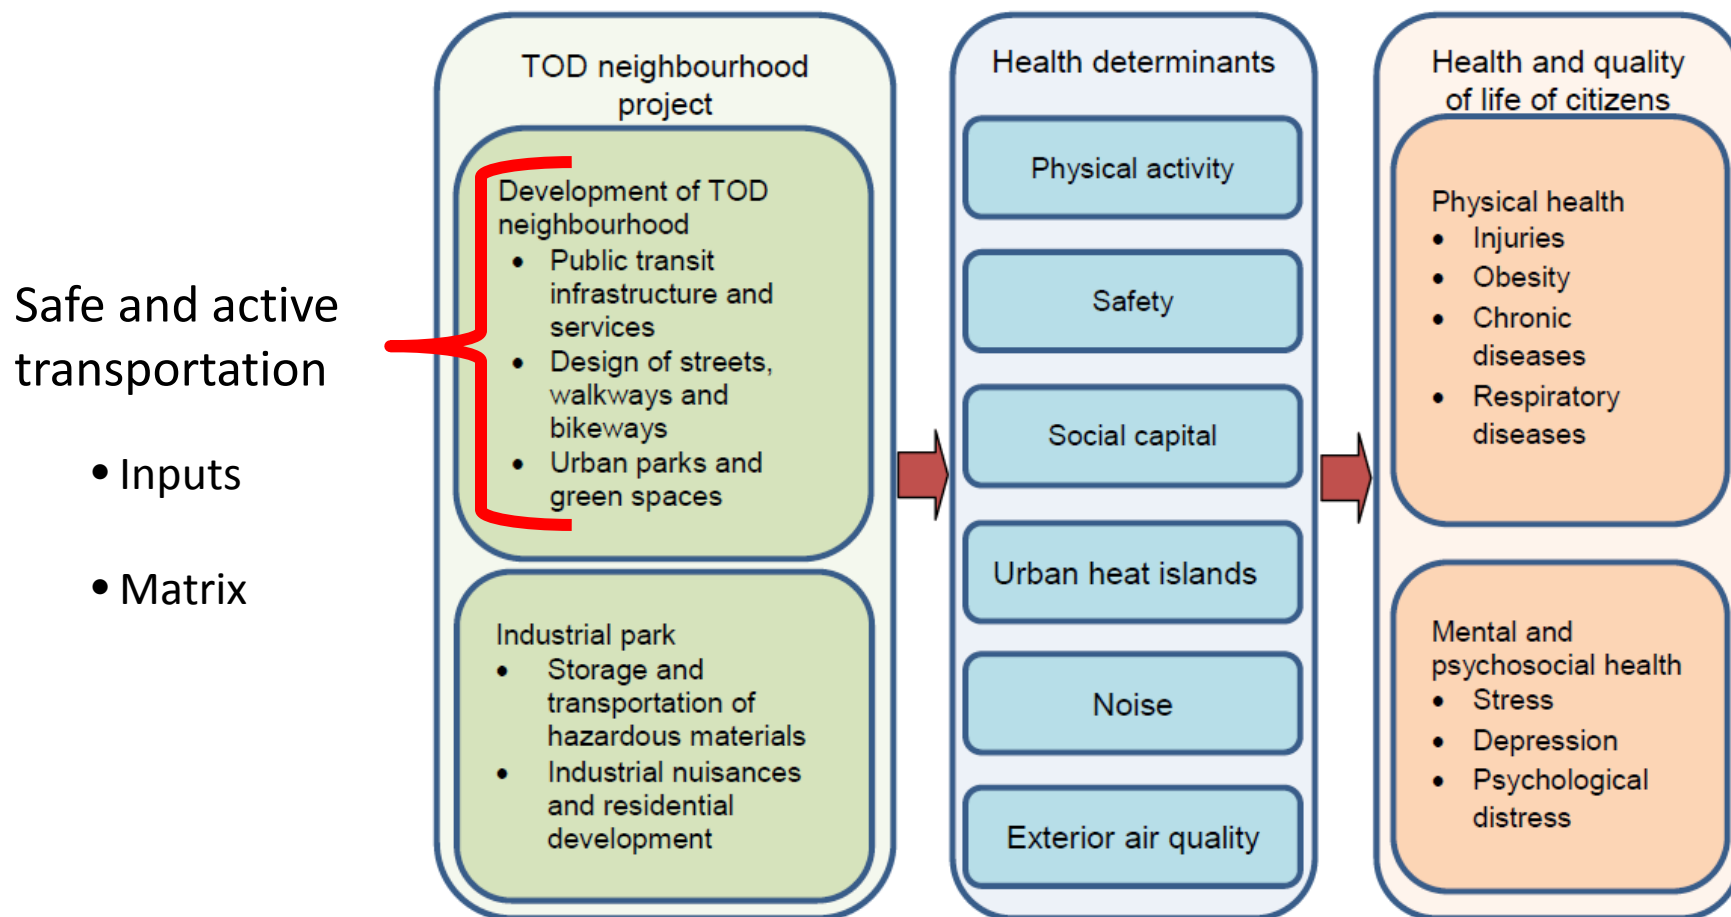 Safe and active
transportation
• Inputs
• Matrix
TOD neighbourhood
project
Development of TOD
neighbourhood
• Public transit
infrastructure and
services
• Design of streets,
walkways and
bikeways
• Urban parks and
green spaces
Industrial park
• Storage and
transportation of
hazardous materials
• Industrial nuisances
and residential
development
Health determinants
Physical activity
Safety
Social capital
Urban heat islands
Noise
Exterior air quality
Health and quality
of life of citizens
Physical health
• Injuries
• Obesity
• Chronic
diseases
• Respiratory
diseases
Mental and
psychosocial health
• Stress
• Depression
• Psychological
distress